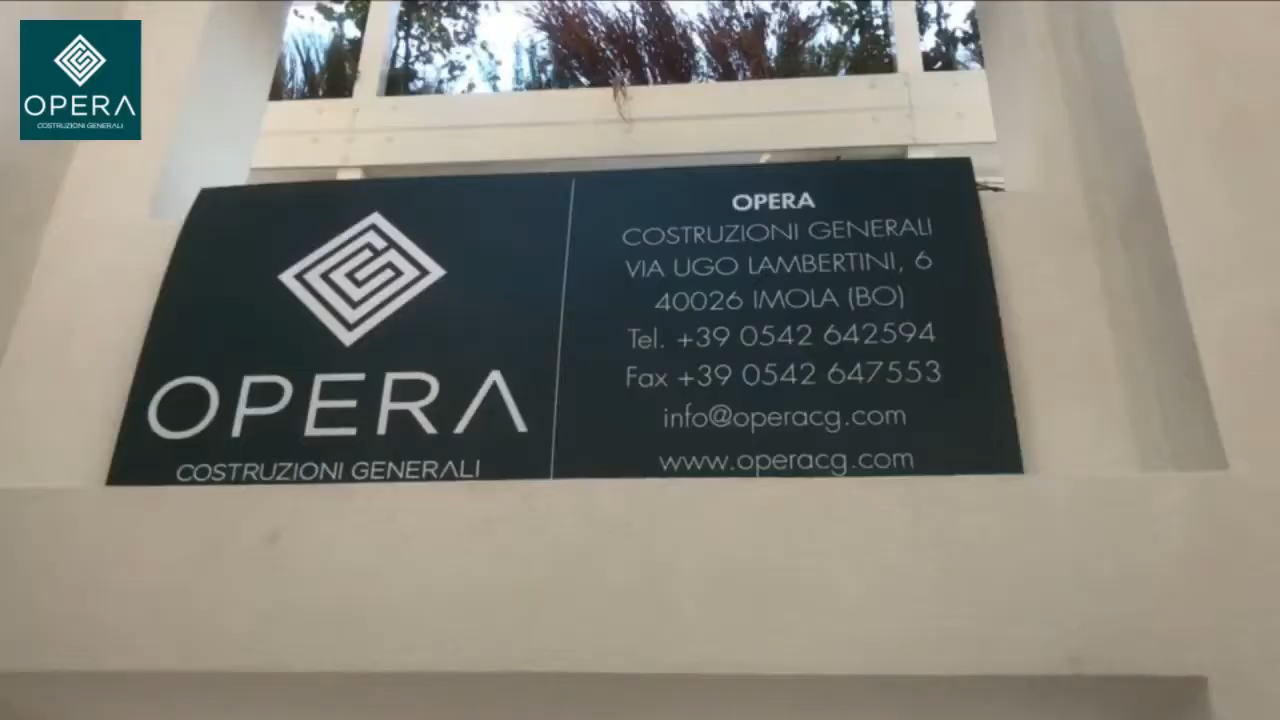 OPERA
COSTRUZIONI GENERALI
OPERA
COSTRUZIONI GENERALI
OPERA
COSTRUZIONI GENERALI
VIA UGO LAMBERTINI, 6
40026 IMOLA (BO)
Tel. +39 0542 642594
Fax +39 0542 647553
info@operacg.com
www.operacg.com